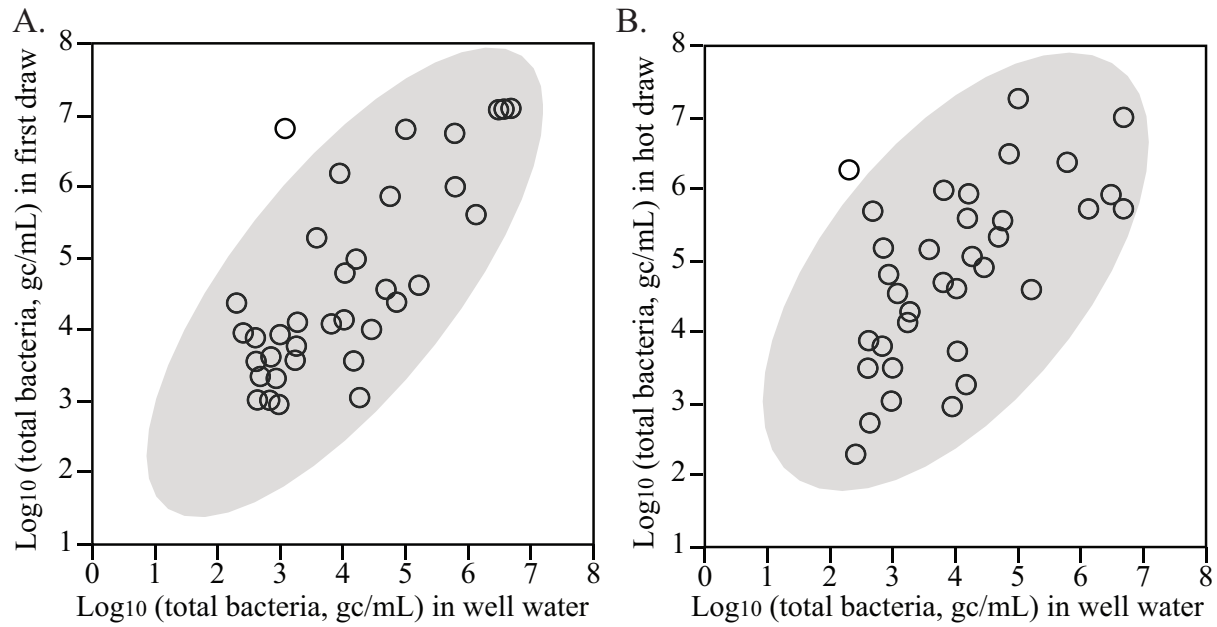 A.
Log10 (total bacteria, gc/mL) in first draw
8
7
6
5
4
3
2
1
0 1 2 3 4 5 6 7 8
Log10 (total bacteria, gc/mL) in well water
B.
Log10 (total bacteria, gc/mL) in hot draw
8
7
6
5
4
3
2
1
0 1 2 3 4 5 6 7 8
Log10 (total bacteria, gc/mL) in well water